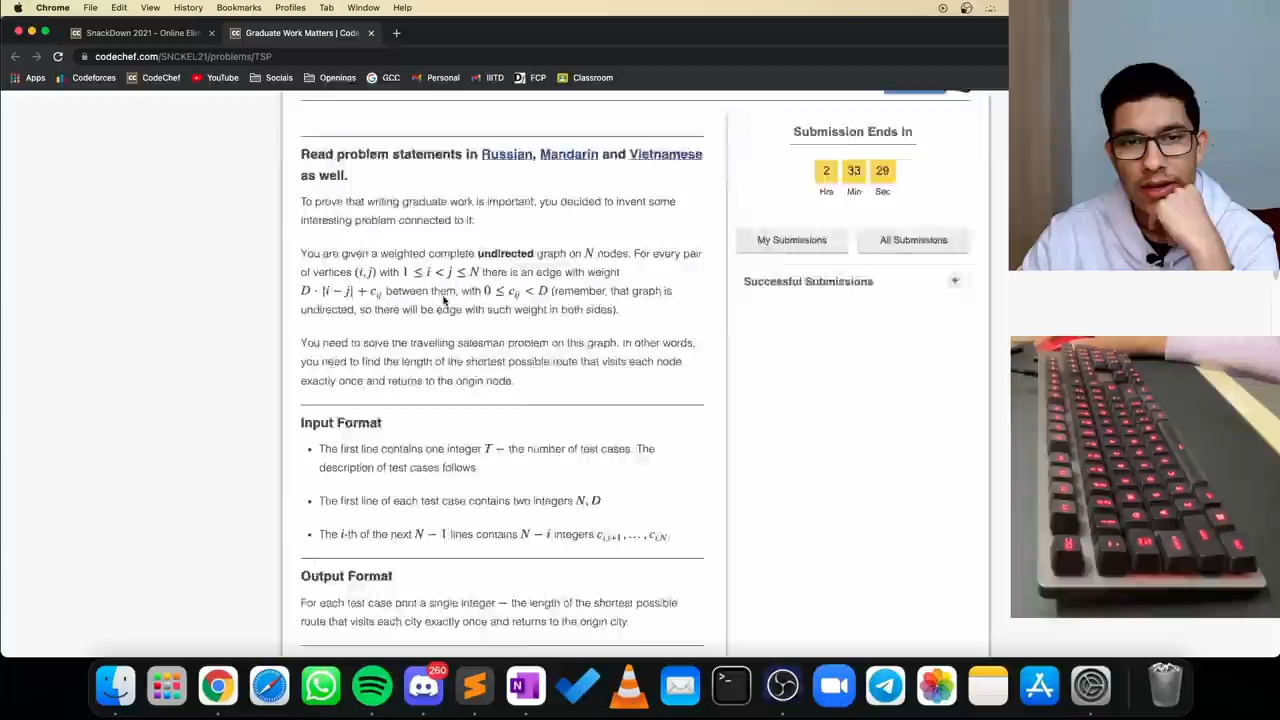 Chrome File Edit View History Bookmarks Profiles Tab Window Help
SnackDown 2021 - Online Elim × Graduate Work Matters | Code × +
codechef.com/SNCKEL21/problems/TSP
Apps Codeforces CodeChef YouTube Socials Openings GCC Personal IIITD FCP Classroom
Read problem statements in Russian, Mandarin and Vietnamese
as well.
To prove that writing graduate work is important, you decided to invent some
interesting problem connected to it:
You are given a weighted complete undirected graph on N nodes. For every pair
of vertices (i, j) with 1 ≤ i < j ≤ N there is an edge with weight
D · |i − j| + cᵢⱼ between them, with 0 ≤ cᵢⱼ < D (remember, that graph is
undirected, so there will be edge with such weight in both sides).
You need to solve the travelling salesman problem on this graph. In other words,
you need to find the length of the shortest possible route that visits each node
exactly once and returns to the origin node.
Input Format
• The first line contains one integer T − the number of test cases. The
description of test cases follows.
• The first line of each test case contains two integers N, D
• The i-th of the next N − 1 lines contains N − i integers c_{i,i+1}, ..., c_{i,N}.
Output Format
For each test case print a single integer — the length of the shortest possible
route that visits each city exactly once and returns to the origin city.
Submission Ends In
2 33 29
Hrs Min Sec
My Submissions All Submissions
Successful Submissions +
260